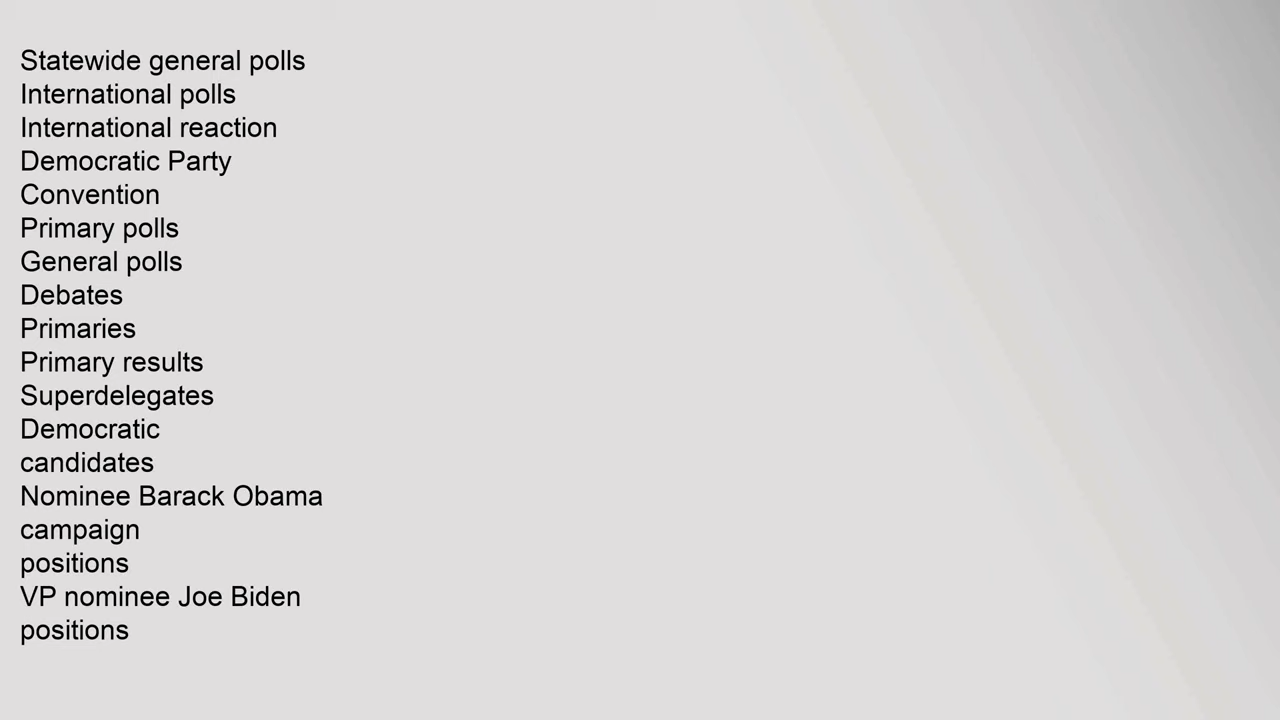 Statewide general polls
International polls
International reaction
Democratic Party
Convention
Primary polls
General polls
Debates
Primaries
Primary results
Superdelegates
Democratic
candidates
Nominee Barack Obama
campaign
positions
VP nominee Joe Biden
positions